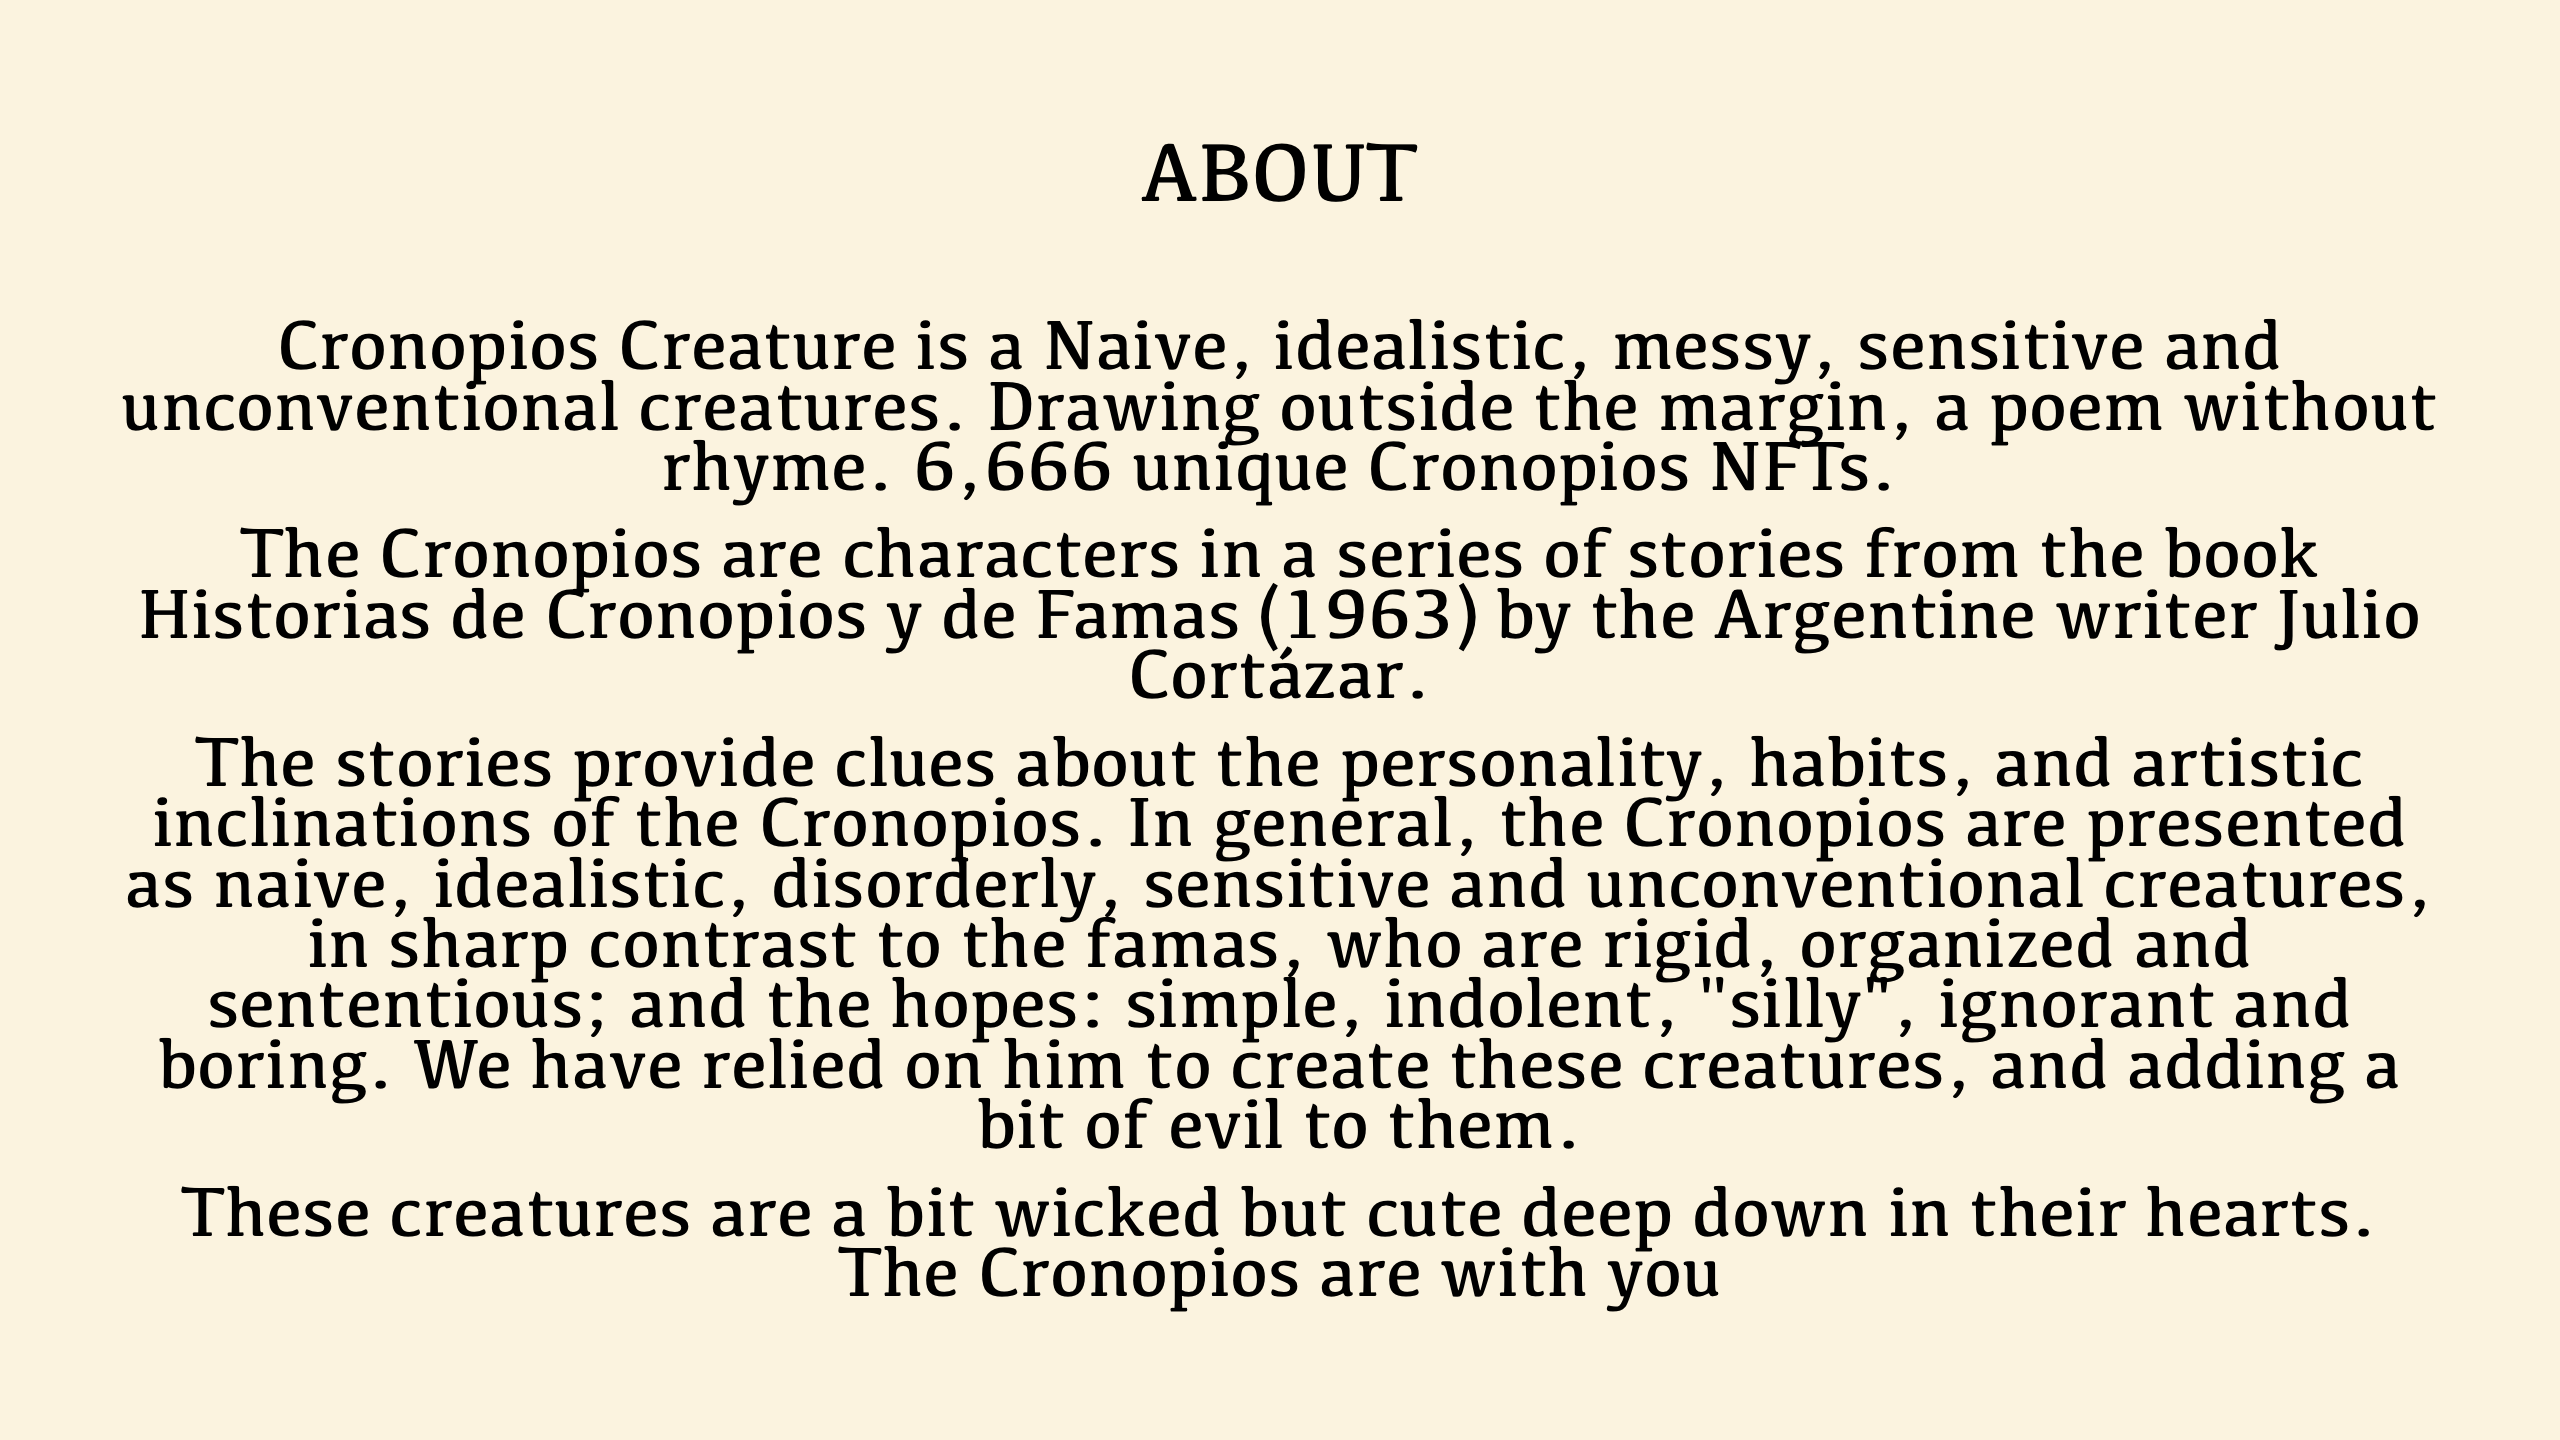 ABOUT
Cronopios Creature is a Naive, idealistic, messy, sensitive and
unconventional creatures. Drawing outside the margin, a poem without
rhyme. 6,666 unique Cronopios NFTs.
The Cronopios are characters in a series of stories from the book
Historias de Cronopios y de Famas (1963) by the Argentine writer Julio
Cortázar.
The stories provide clues about the personality, habits, and artistic
inclinations of the Cronopios. In general, the Cronopios are presented
as naive, idealistic, disorderly, sensitive and unconventional creatures,
in sharp contrast to the famas, who are rigid, organized and
sententious; and the hopes: simple, indolent, "silly", ignorant and
boring. We have relied on him to create these creatures, and adding a
bit of evil to them.
These creatures are a bit wicked but cute deep down in their hearts.
The Cronopios are with you